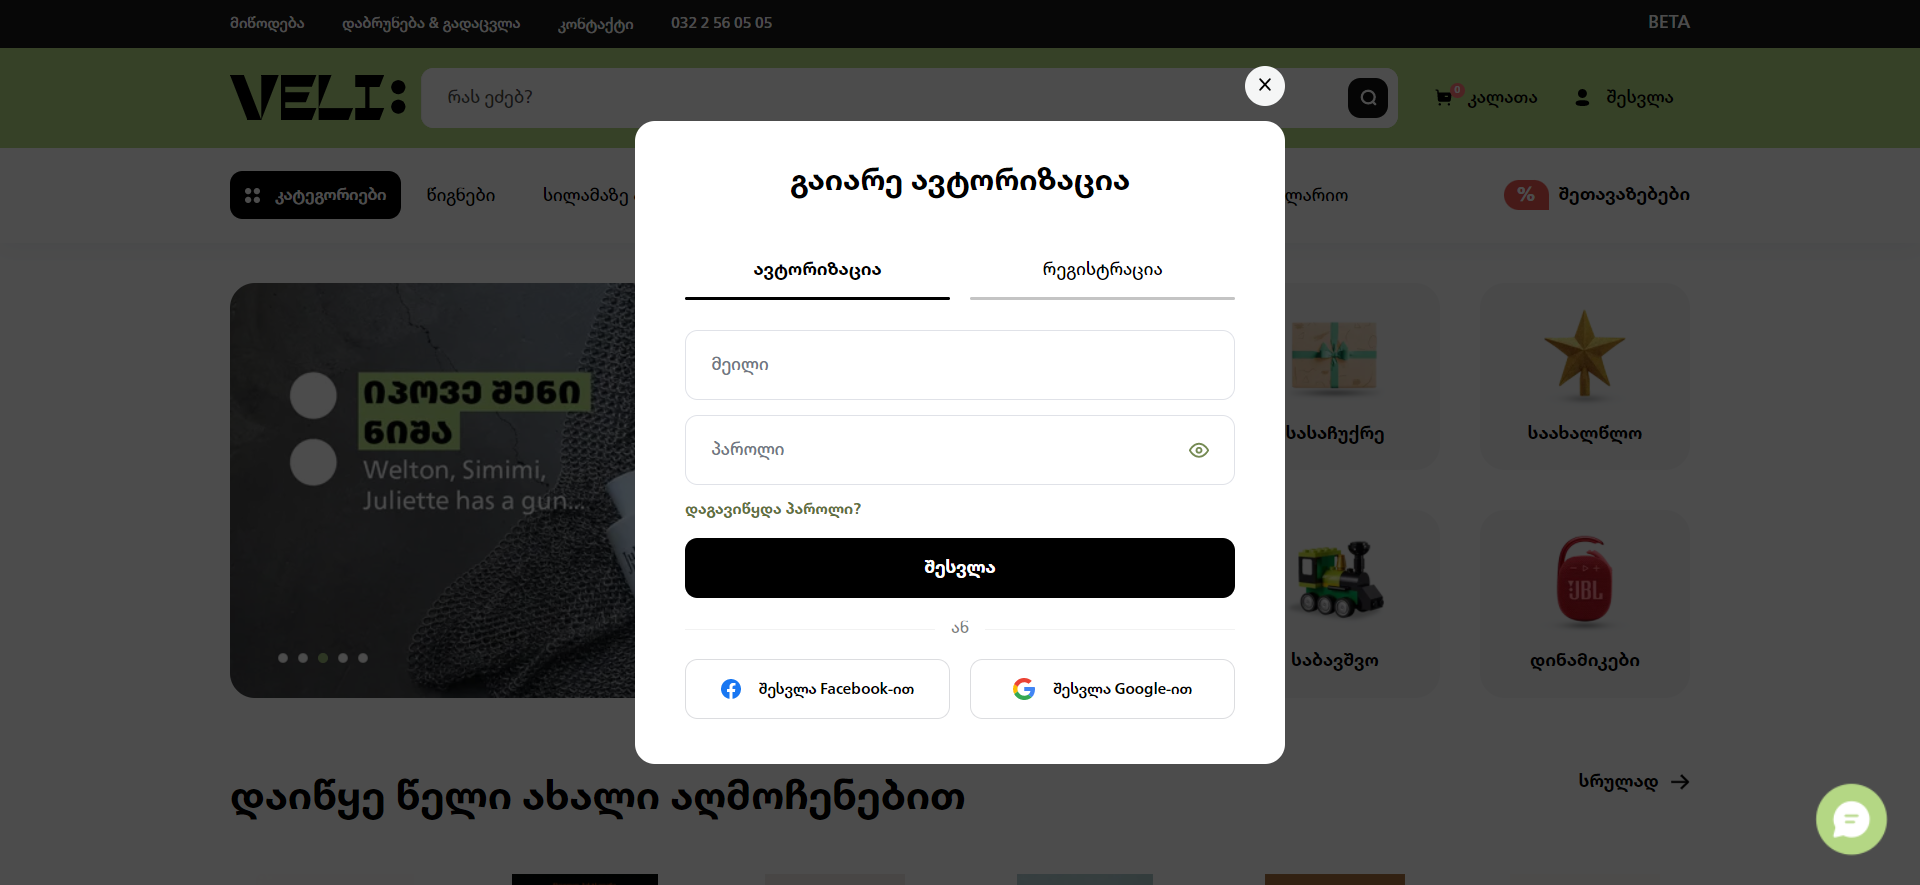 მიწოდება დაბრუნება & გადაცვლა კონტაქტი 032 2 56 05 05 BETA
VELI:
რას ეძებ?
0 კალათა
შესვლა
კატეგორიები წიგნები სილამაზე
% შეთავაზებები
გაიარე ავტორიზაცია
ავტორიზაცია რეგისტრაცია
მეილი
პაროლი
დაგავიწყდა პაროლი?
შესვლა
ან
შესვლა Facebook-ით
შესვლა Google-ით
იპოვე შენი
ნიშა
Welton, Simimi,
Juliette has a gun...
სასაჩუქრე
საახალწლო
საბავშვო
JBL
დინამიკები
დაიწყე წელი ახალი აღმოჩენებით
სრულად